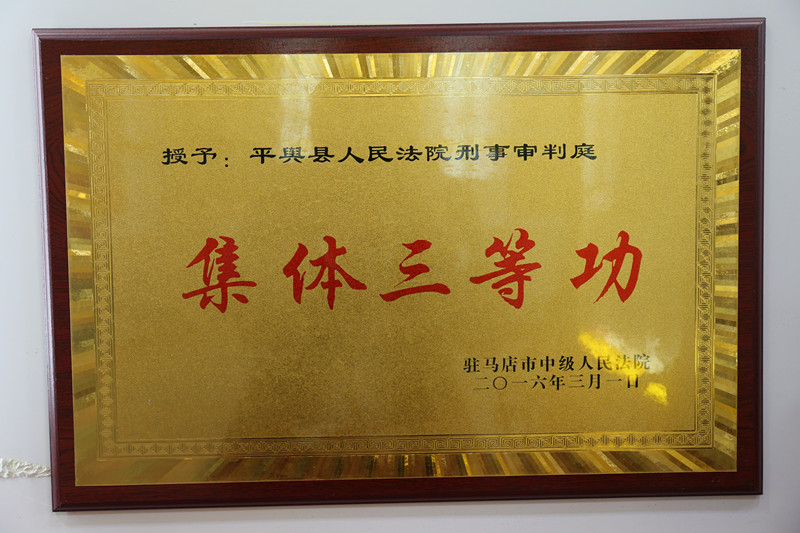 授予：平舆县人民法院刑事审判庭
集体三等功
驻马店市中级人民法院
二〇一六年三月一日